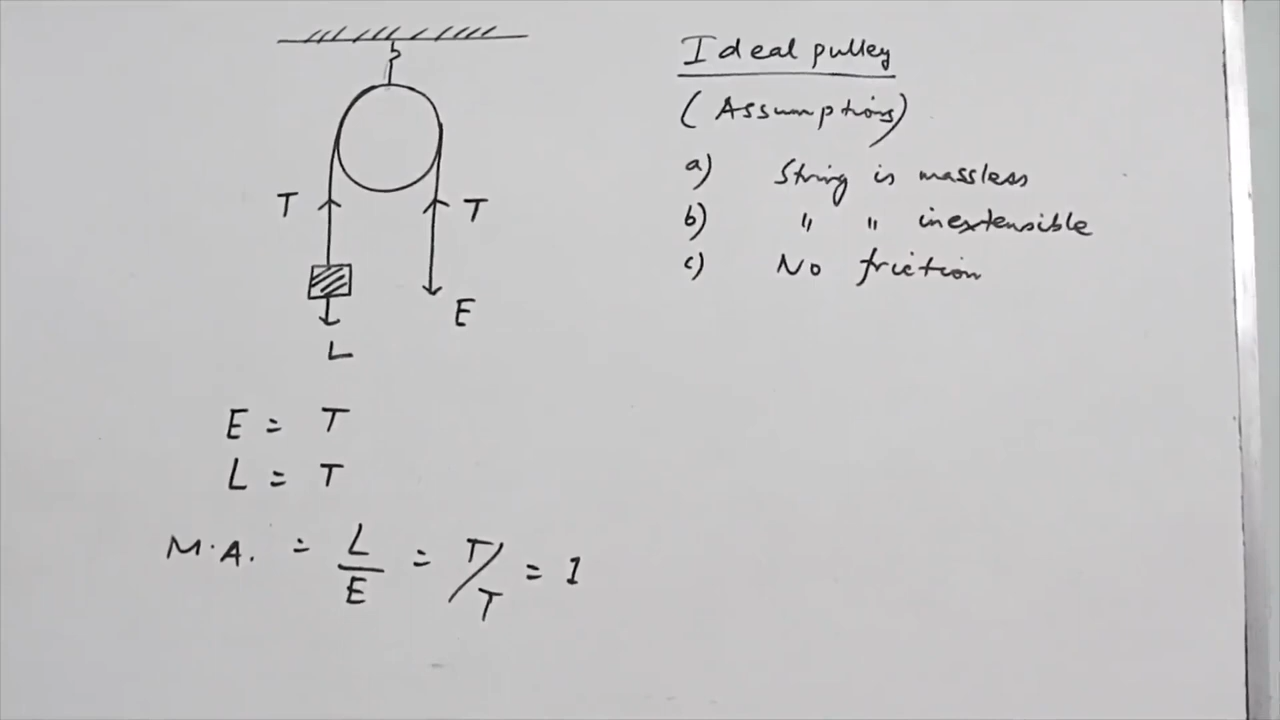 Ideal pulley
(Assumptions)
a) String is massless
b) " " inextensible
c) No friction
T T
E
L
E = T
L = T
M.A. = L/E = T/T = 1